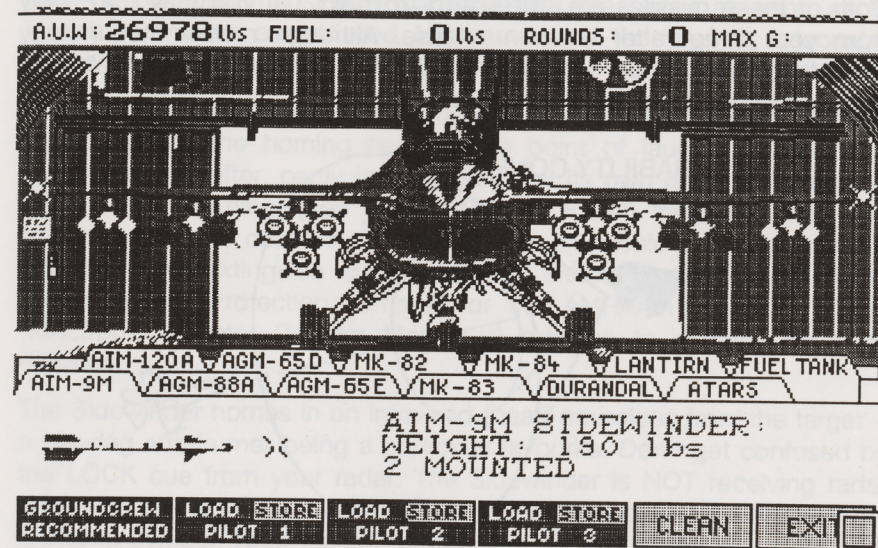 A.U.W: 26978 lbs FUEL: 0 lbs ROUNDS: 0 MAX G:
AIM-120A AGM-65D MK-82 MK-84 LANTIRN FUEL TANK
AIM-9M AGM-88A AGM-65E MK-83 DURANDAL ATARS
AIM-9M SIDEWINDER
WEIGHT : 190 lbs
2 MOUNTED
GROUNDCREW RECOMMENDED
LOAD STORE PILOT 1
LOAD STORE PILOT 2
LOAD STORE PILOT 3
CLEAN
EXIT